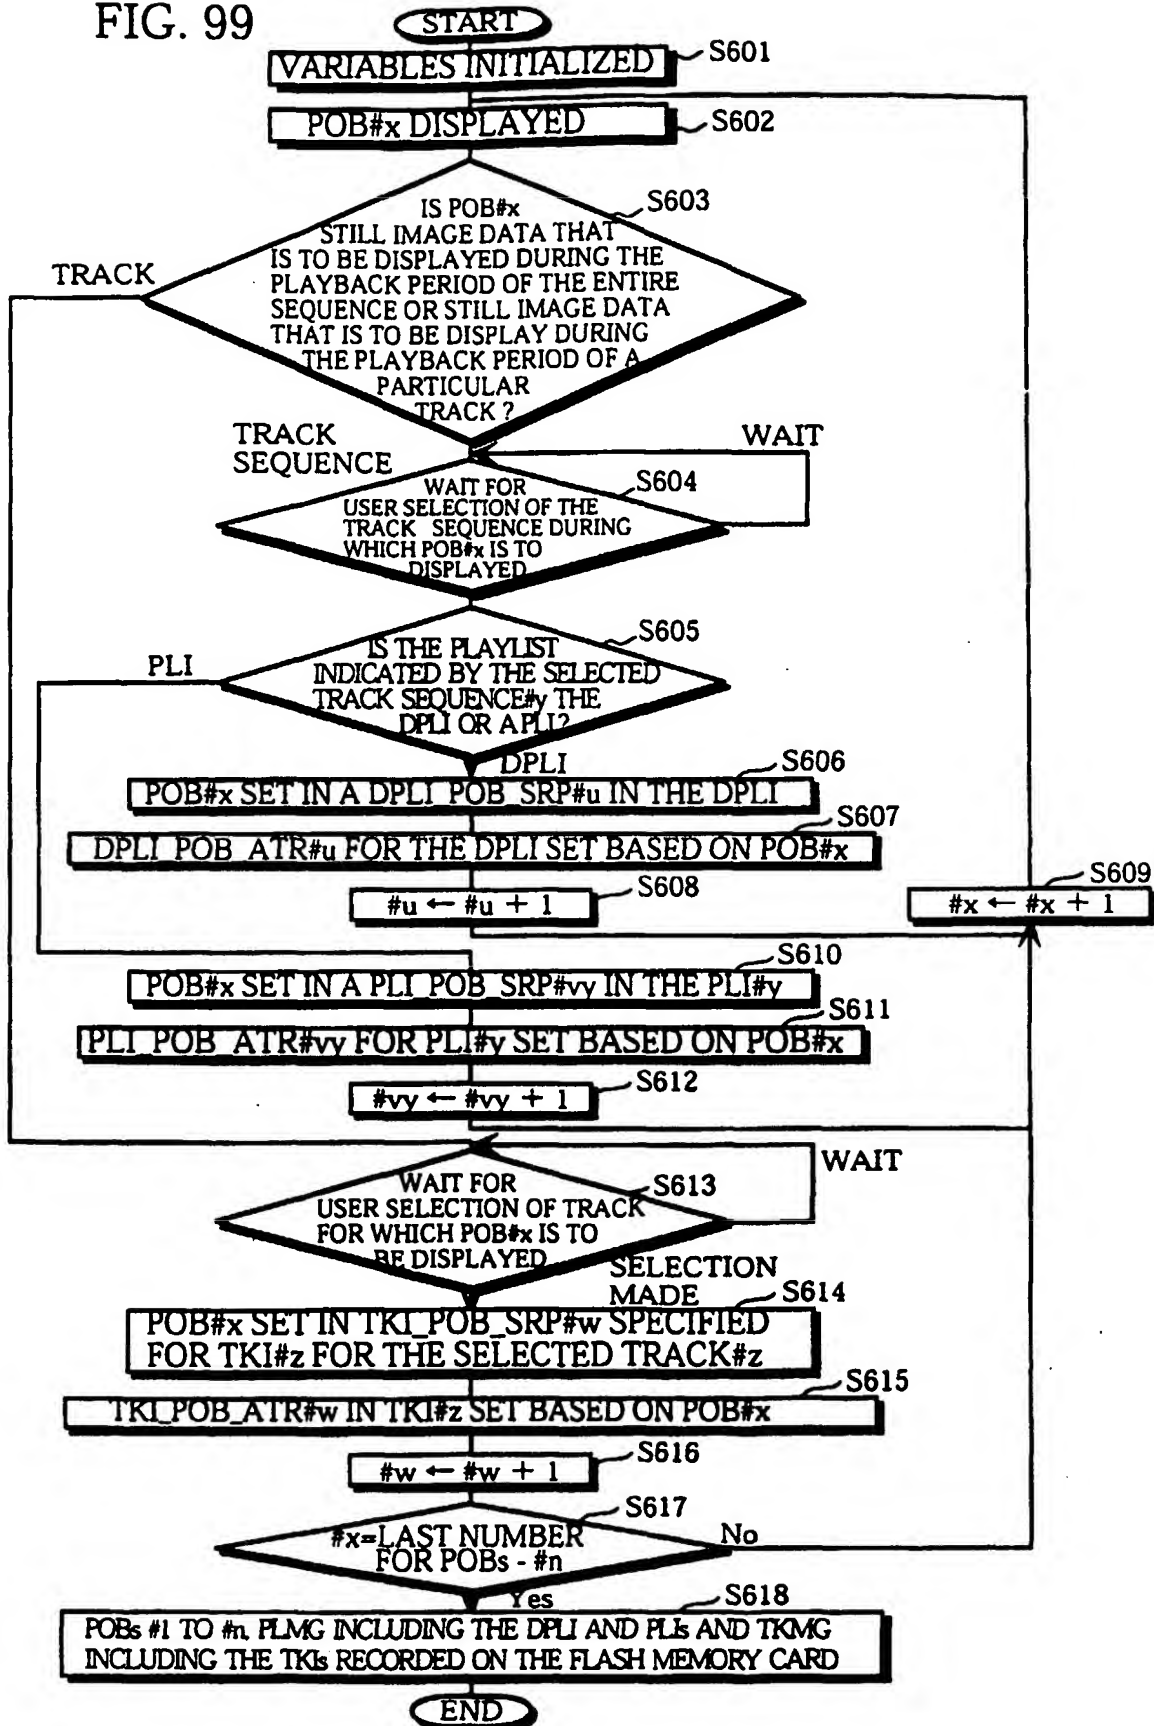 FIG. 99
START
VARIABLES INITIALIZED
S601
POB#x DISPLAYED
S602
IS POB#x
STILL IMAGE DATA THAT
IS TO BE DISPLAYED DURING THE
PLAYBACK PERIOD OF THE ENTIRE
SEQUENCE OR STILL IMAGE DATA
THAT IS TO BE DISPLAY DURING
THE PLAYBACK PERIOD OF A
PARTICULAR
TRACK ?
S603
TRACK
TRACK
SEQUENCE
WAIT
WAIT FOR
USER SELECTION OF THE
TRACK SEQUENCE DURING
WHICH POB#x IS TO
DISPLAYED
S604
IS THE PLAYLIST
INDICATED BY THE SELECTED
TRACK SEQUENCE#y THE
DPLI OR A PLI?
S605
PLI
DPLI
S606
POB#x SET IN A DPLI_POB_SRP#u IN THE DPLI
S607
DPLI_POB_ATR#u FOR THE DPLI SET BASED ON POB#x
S608
#u ← #u + 1
S609
#x ← #x + 1
S610
POB#x SET IN A PLI_POB_SRP#vy IN THE PLI#y
S611
PLI_POB_ATR#vy FOR PLI#y SET BASED ON POB#x
S612
#vy ← #vy + 1
WAIT
WAIT FOR
USER SELECTION OF TRACK
FOR WHICH POB#x IS TO
BE DISPLAYED
S613
SELECTION
MADE
S614
POB#x SET IN TKI_POB_SRP#w SPECIFIED
FOR TKI#z FOR THE SELECTED TRACK#z
S615
TKI_POB_ATR#w IN TKI#z SET BASED ON POB#x
S616
#w ← #w + 1
S617
#x=LAST NUMBER
FOR POBs - #n
No
Yes
S618
POBs #1 TO #n, PLMG INCLUDING THE DPLI AND PLIs AND TKMG
INCLUDING THE TKIs RECORDED ON THE FLASH MEMORY CARD
END